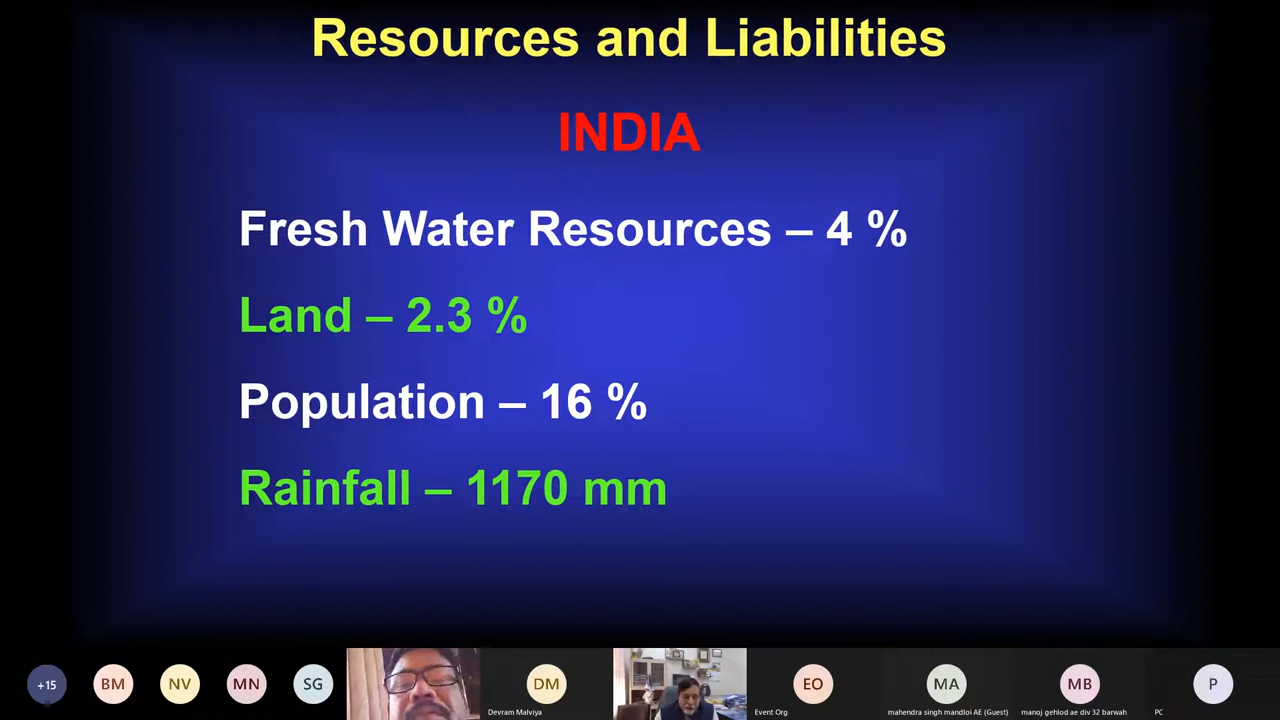 Resources and Liabilities
INDIA
Fresh Water Resources – 4 %
Land – 2.3 %
Population – 16 %
Rainfall – 1170 mm
+15
BM
NV
MN
SG
DM
Devram Malviya
EO
Event Org
MA
mahendra singh mandloi AE (Guest)
MB
manoj gehlod ae div 32 barwah
P
PC